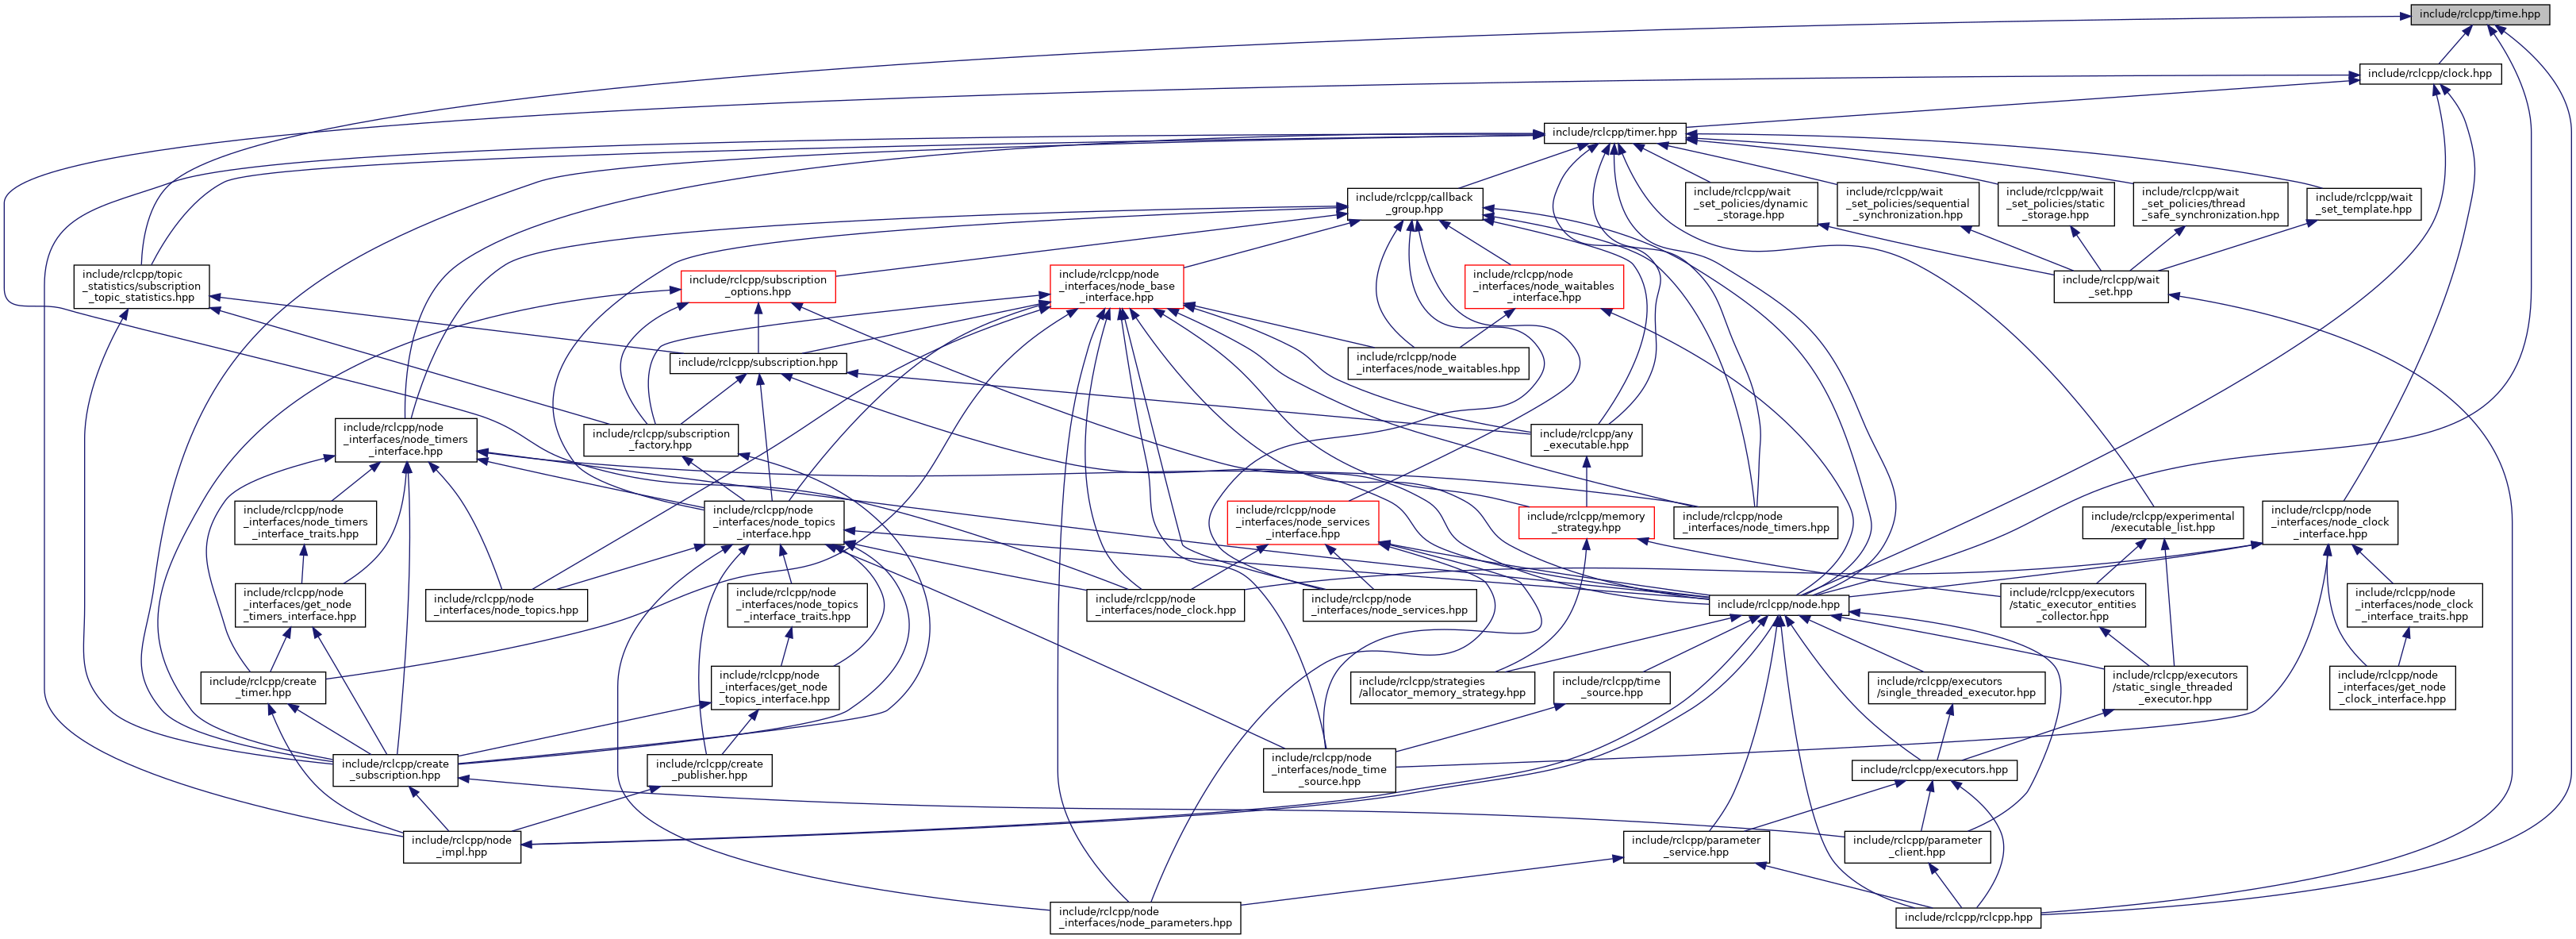 include/rclcpp/time.hpp
include/rclcpp/clock.hpp
include/rclcpp/timer.hpp
include/rclcpp/callback
_group.hpp
include/rclcpp/wait
_set_policies/dynamic
_storage.hpp
include/rclcpp/wait
_set_policies/sequential
_synchronization.hpp
include/rclcpp/wait
_set_policies/static
_storage.hpp
include/rclcpp/wait
_set_policies/thread
_safe_synchronization.hpp
include/rclcpp/wait
_set_template.hpp
include/rclcpp/topic
_statistics/subscription
_topic_statistics.hpp
include/rclcpp/subscription
_options.hpp
include/rclcpp/node
_interfaces/node_base
_interface.hpp
include/rclcpp/node
_interfaces/node_waitables
_interface.hpp
include/rclcpp/wait
_set.hpp
include/rclcpp/subscription.hpp
include/rclcpp/node
_interfaces/node_waitables.hpp
include/rclcpp/node
_interfaces/node_timers
_interface.hpp
include/rclcpp/subscription
_factory.hpp
include/rclcpp/any
_executable.hpp
include/rclcpp/node
_interfaces/node_timers
_interface_traits.hpp
include/rclcpp/node
_interfaces/node_topics
_interface.hpp
include/rclcpp/node
_interfaces/node_services
_interface.hpp
include/rclcpp/memory
_strategy.hpp
include/rclcpp/node
_interfaces/node_timers.hpp
include/rclcpp/experimental
/executable_list.hpp
include/rclcpp/node
_interfaces/node_clock
_interface.hpp
include/rclcpp/node
_interfaces/get_node
_timers_interface.hpp
include/rclcpp/node
_interfaces/node_topics.hpp
include/rclcpp/node
_interfaces/node_topics
_interface_traits.hpp
include/rclcpp/node
_interfaces/node_clock.hpp
include/rclcpp/node
_interfaces/node_services.hpp
include/rclcpp/node.hpp
include/rclcpp/executors
/static_executor_entities
_collector.hpp
include/rclcpp/node
_interfaces/node_clock
_interface_traits.hpp
include/rclcpp/create
_timer.hpp
include/rclcpp/node
_interfaces/get_node
_topics_interface.hpp
include/rclcpp/strategies
/allocator_memory_strategy.hpp
include/rclcpp/time
_source.hpp
include/rclcpp/executors
/single_threaded_executor.hpp
include/rclcpp/executors
/static_single_threaded
_executor.hpp
include/rclcpp/node
_interfaces/get_node
_clock_interface.hpp
include/rclcpp/create
_subscription.hpp
include/rclcpp/create
_publisher.hpp
include/rclcpp/node
_interfaces/node_time
_source.hpp
include/rclcpp/executors.hpp
include/rclcpp/node
_impl.hpp
include/rclcpp/parameter
_service.hpp
include/rclcpp/parameter
_client.hpp
include/rclcpp/node
_interfaces/node_parameters.hpp
include/rclcpp/rclcpp.hpp